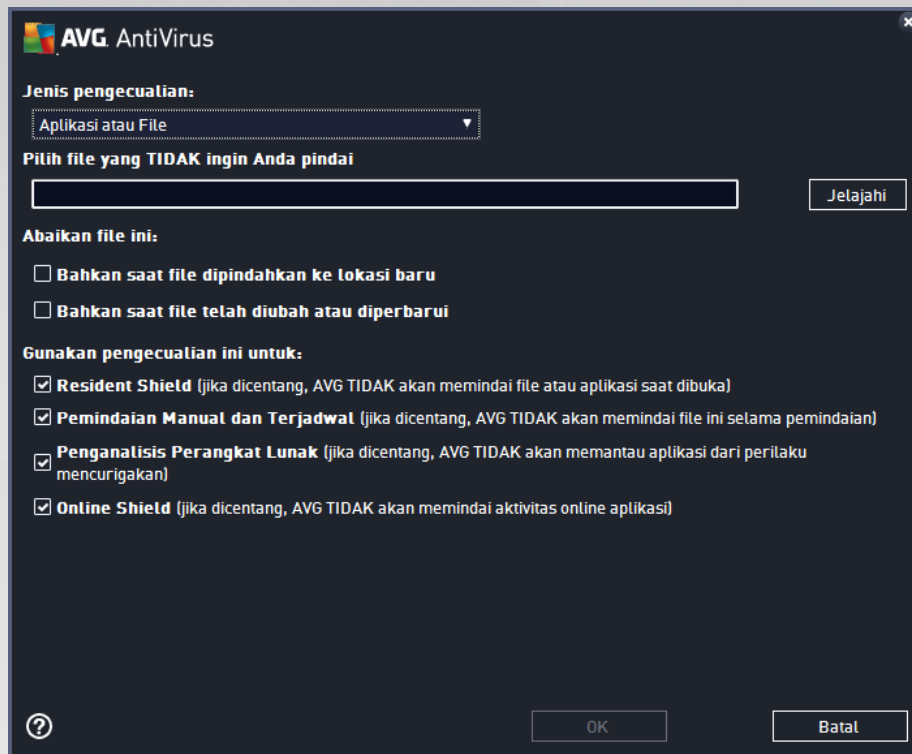 AVG AntiVirus
Jenis pengecualian:
Aplikasi atau File
Pilih file yang TIDAK ingin Anda pindai
Jelajahi
Abaikan file ini:
Bahkan saat file dipindahkan ke lokasi baru
Bahkan saat file telah diubah atau diperbarui
Gunakan pengecualian ini untuk:
Resident Shield (jika dicentang, AVG TIDAK akan memindai file atau aplikasi saat dibuka)
Pemindaian Manual dan Terjadwal (jika dicentang, AVG TIDAK akan memindai file ini selama pemindaian)
Penganalisis Perangkat Lunak (jika dicentang, AVG TIDAK akan memantau aplikasi dari perilaku
mencurigakan)
Online Shield (jika dicentang, AVG TIDAK akan memindai aktivitas online aplikasi)
OK
Batal